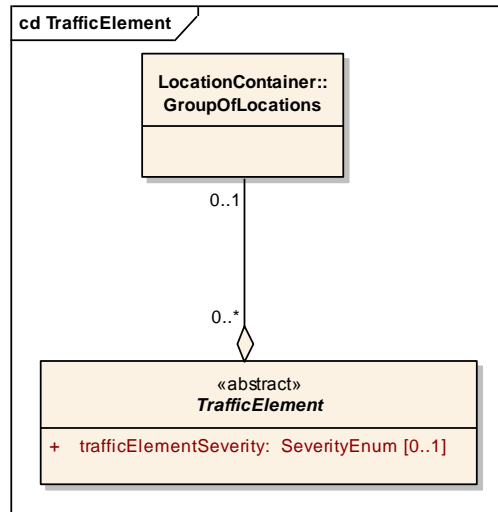 cd TrafficElement
LocationContainer::
GroupOfLocations
0..1
0..*
«abstract»
TrafficElement
+ trafficElementSeverity: SeverityEnum [0..1]